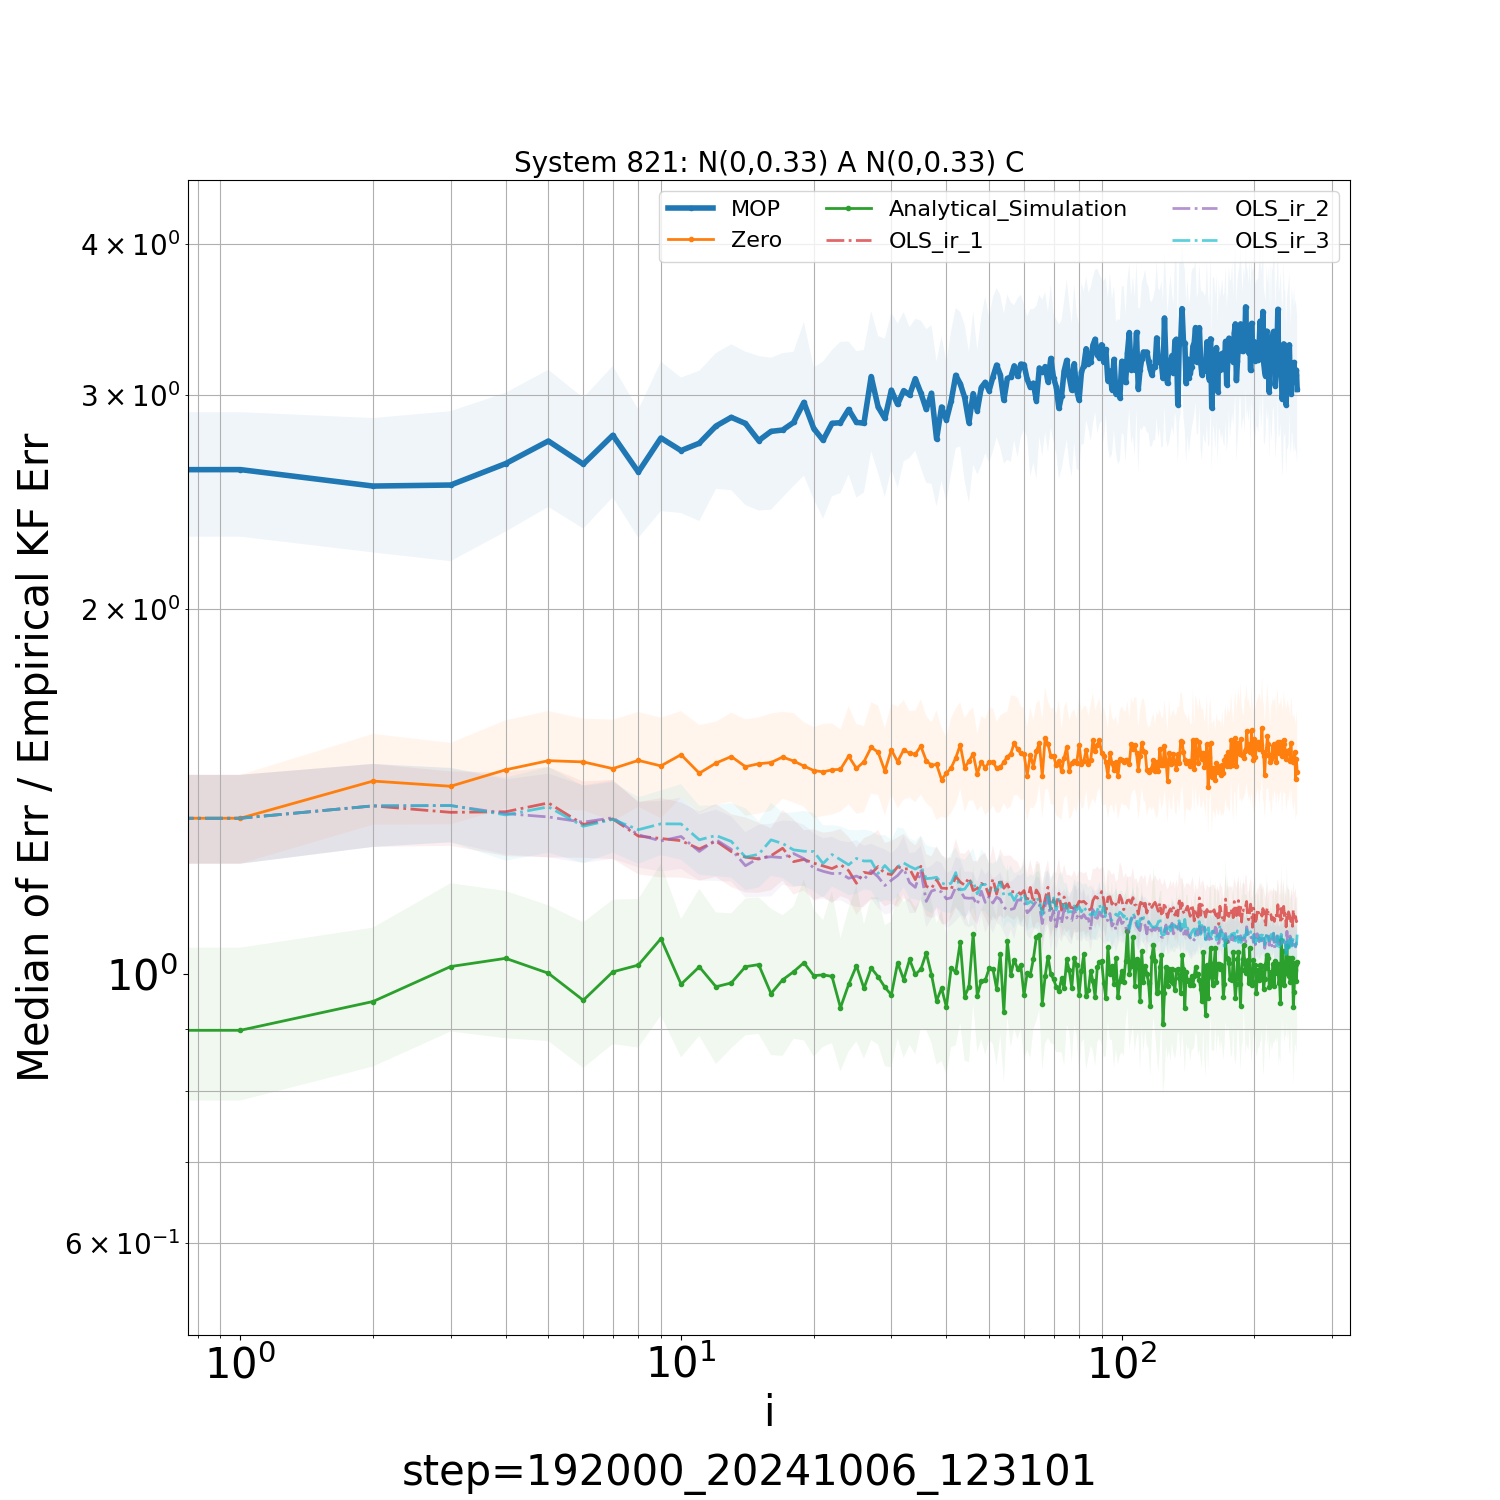 System 821: N(0,0.33) A N(0,0.33) C
MOP
Zero
Analytical_Simulation
OLS_ir_1
OLS_ir_2
OLS_ir_3
Median of Err / Empirical KF Err
4 × 10⁰
3 × 10⁰
2 × 10⁰
10⁰
6 × 10⁻¹
10⁰
10¹
10²
i
step=192000_20241006_123101